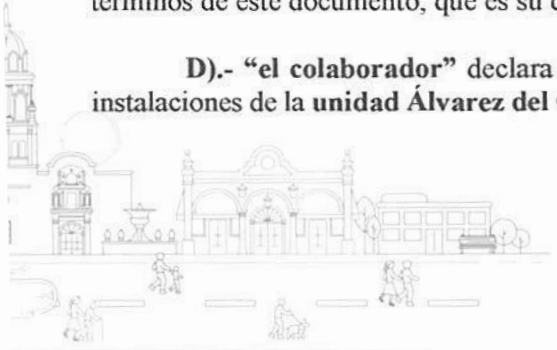 términos de este documento, que es su
D).- “el colaborador” declara
instalaciones de la unidad Álvarez del